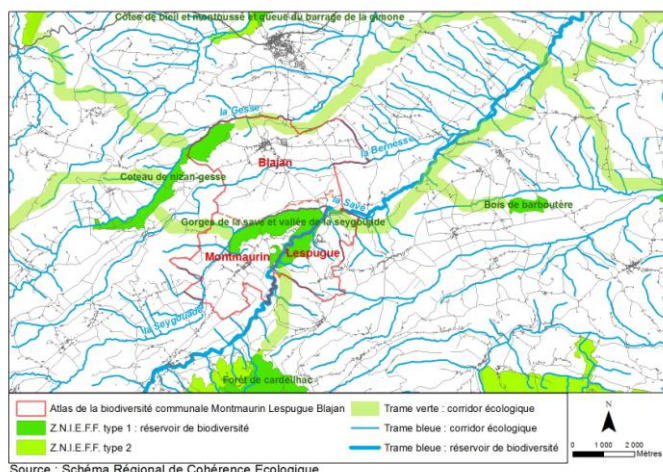 Côtes de bieil et montoussé et queue du barrage de la gimone
la Gesse
la Bernesse
Blajan
Coteau de nizan-gesse
la Save
Bois de barboutère
Gorges de la save et vallée de la seygouade
Montmaurin
Lespugue
la Seygouade
Forêt de cardeilhac
Atlas de la biodiversité communale Montmaurin Lespugue Blajan
Z.N.I.E.F.F. type 1 : réservoir de biodiversité
Z.N.I.E.F.F. type 2
Trame verte : corridor écologique
Trame bleue : corridor écologique
Trame bleue : réservoir de biodiversité
N
0 1 000 2 000
Mètres
Source : Schéma Régional de Cohérence Ecologique